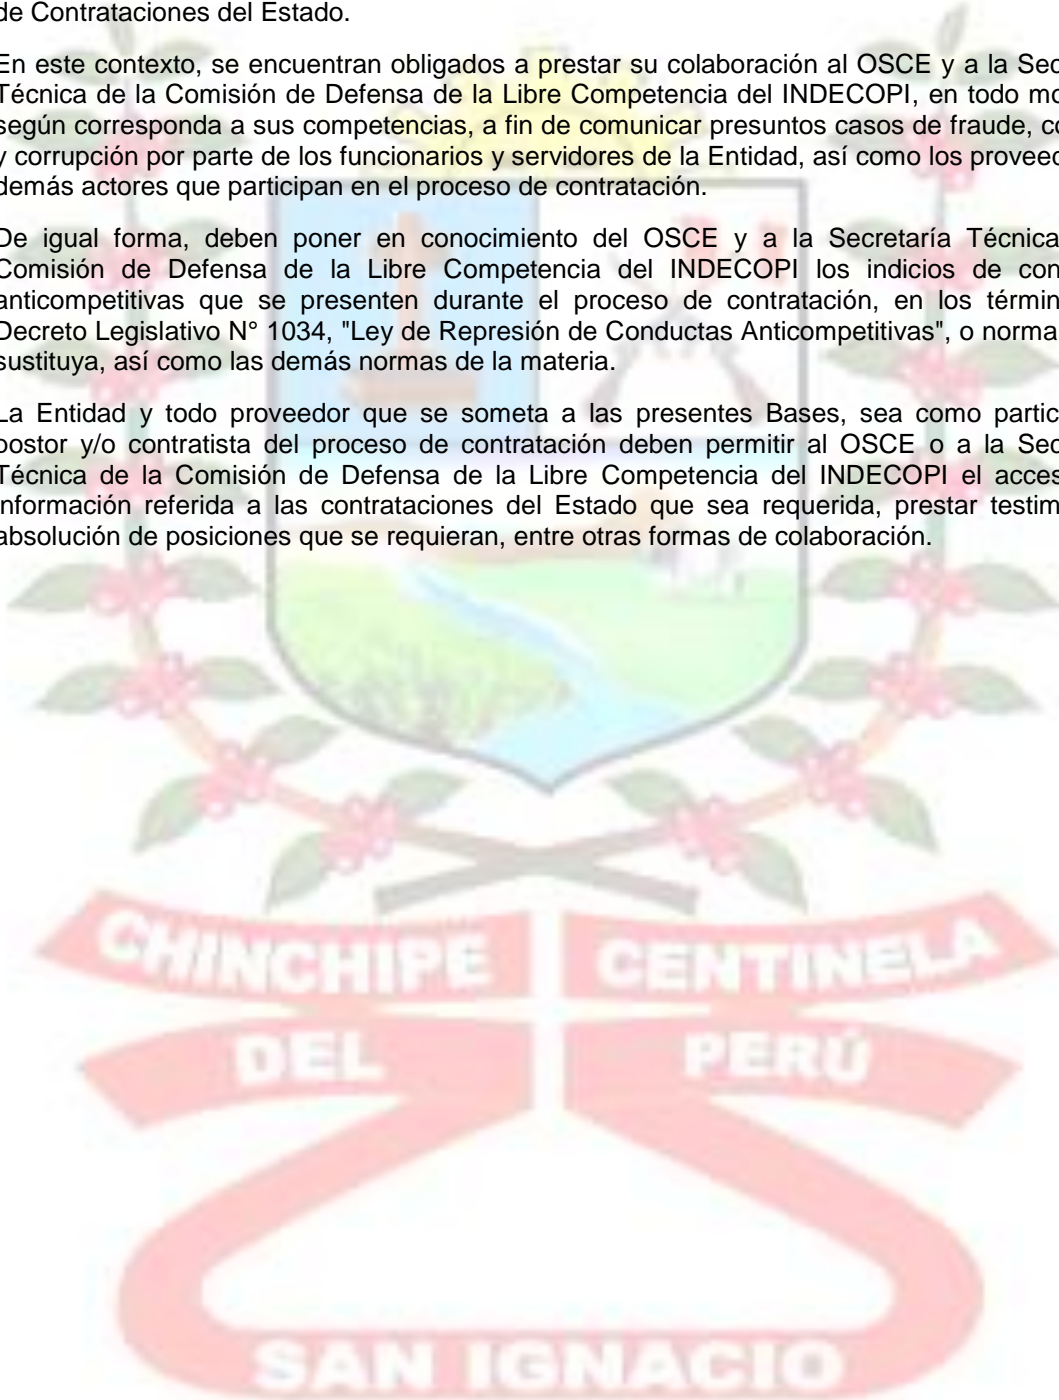 de Contrataciones del Estado.
En este contexto, se encuentran obligados a prestar su colaboración al OSCE y a la Sec
Técnica de la Comisión de Defensa de la Libre Competencia del INDECOPI, en todo mo
según corresponda a sus competencias, a fin de comunicar presuntos casos de fraude, co
y corrupción por parte de los funcionarios y servidores de la Entidad, así como los proveed
demás actores que participan en el proceso de contratación.
De igual forma, deben poner en conocimiento del OSCE y a la Secretaría Técnica
Comisión de Defensa de la Libre Competencia del INDECOPI los indicios de con
anticompetitivas que se presenten durante el proceso de contratación, en los términ
Decreto Legislativo N° 1034, "Ley de Represión de Conductas Anticompetitivas", o norma
sustituya, así como las demás normas de la materia.
La Entidad y todo proveedor que se someta a las presentes Bases, sea como partic
postor y/o contratista del proceso de contratación deben permitir al OSCE o a la Sec
Técnica de la Comisión de Defensa de la Libre Competencia del INDECOPI el acces
información referida a las contrataciones del Estado que sea requerida, prestar testim
absolución de posiciones que se requieran, entre otras formas de colaboración.
CHINCHIPE CENTINELA
DEL PERÚ
SAN IGNACIO